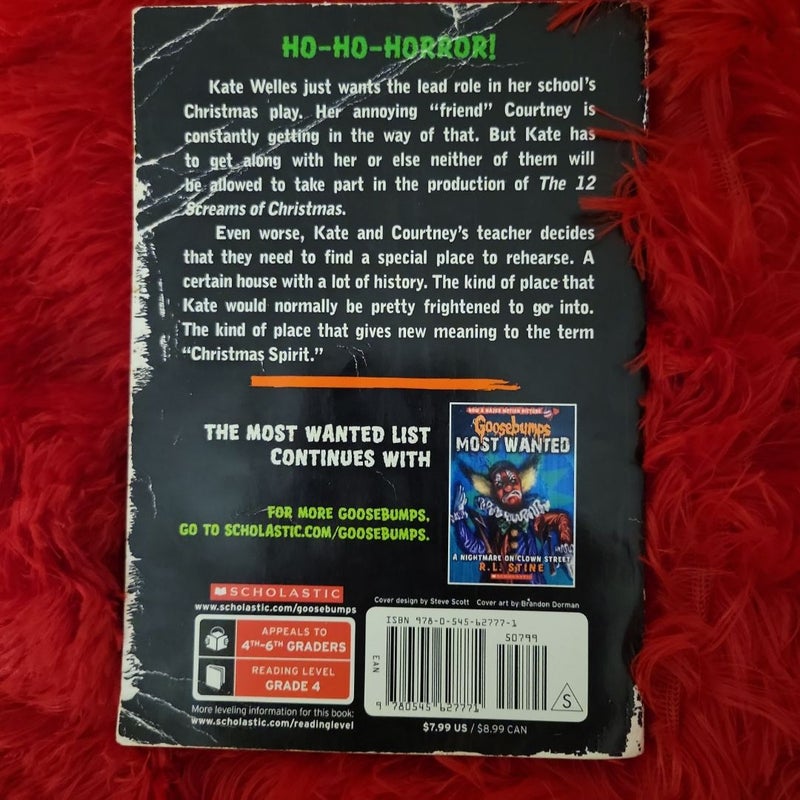 HO-HO-HORROR!
Kate Welles just wants the lead role in her school's
Christmas play. Her annoying "friend" Courtney is
constantly getting in the way of that. But Kate has
to get along with her or else neither of them will
be allowed to take part in the production of The 12
Screams of Christmas.
Even worse, Kate and Courtney's teacher decides
that they need to find a special place to rehearse. A
certain house with a lot of history. The kind of place that
Kate would normally be pretty frightened to go into.
The kind of place that gives new meaning to the term
"Christmas Spirit."
THE MOST WANTED LIST
CONTINUES WITH
FOR MORE GOOSEBUMPS,
GO TO SCHOLASTIC.COM/GOOSEBUMPS.
NOW A MAJOR MOTION PICTURE
Goosebumps
MOST WANTED
A NIGHTMARE ON CLOWN STREET
R.L. STINE
SCHOLASTIC
SCHOLASTIC
www.scholastic.com/goosebumps
APPEALS TO
4TH–6TH GRADERS
READING LEVEL
GRADE 4
More leveling information for this book:
www.scholastic.com/readinglevel
Cover design by Steve Scott Cover art by Brandon Dorman
ISBN 978-0-545-62777-1
50799
EAN
9 780545 627771
S
$7.99 US / $8.99 CAN